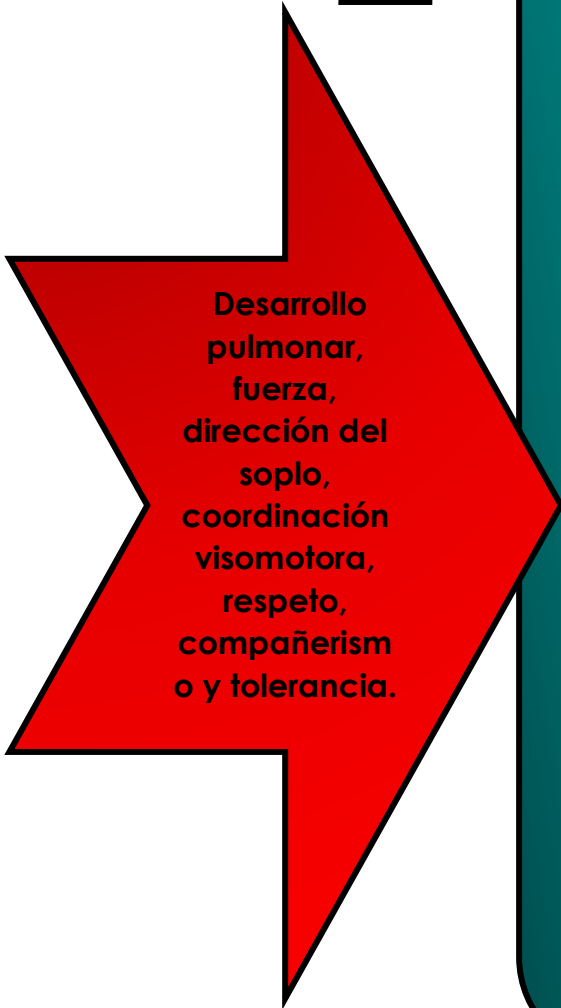 Desarrollo
pulmonar,
fuerza,
dirección del
soplo,
coordinación
visomotora,
respeto,
compañerism
o y tolerancia.